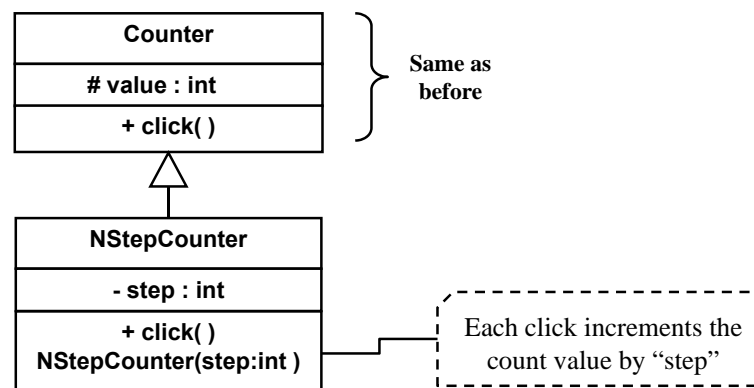 Counter
# value : int
+ click( )
Same as
before
NStepCounter
- step : int
+ click( )
NStepCounter(step:int )
Each click increments the
count value by “step”